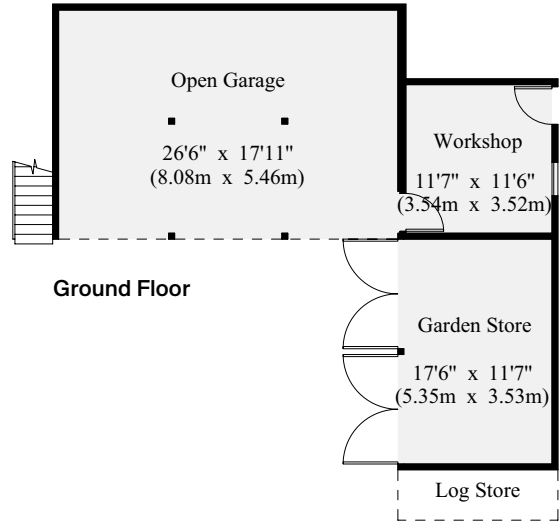 Open Garage
26'6" x 17'11"
(8.08m x 5.46m)
Workshop
11'7" x 11'6"
(3.54m x 3.52m)
Ground Floor
Garden Store
17'6" x 11'7"
(5.35m x 3.53m)
Log Store